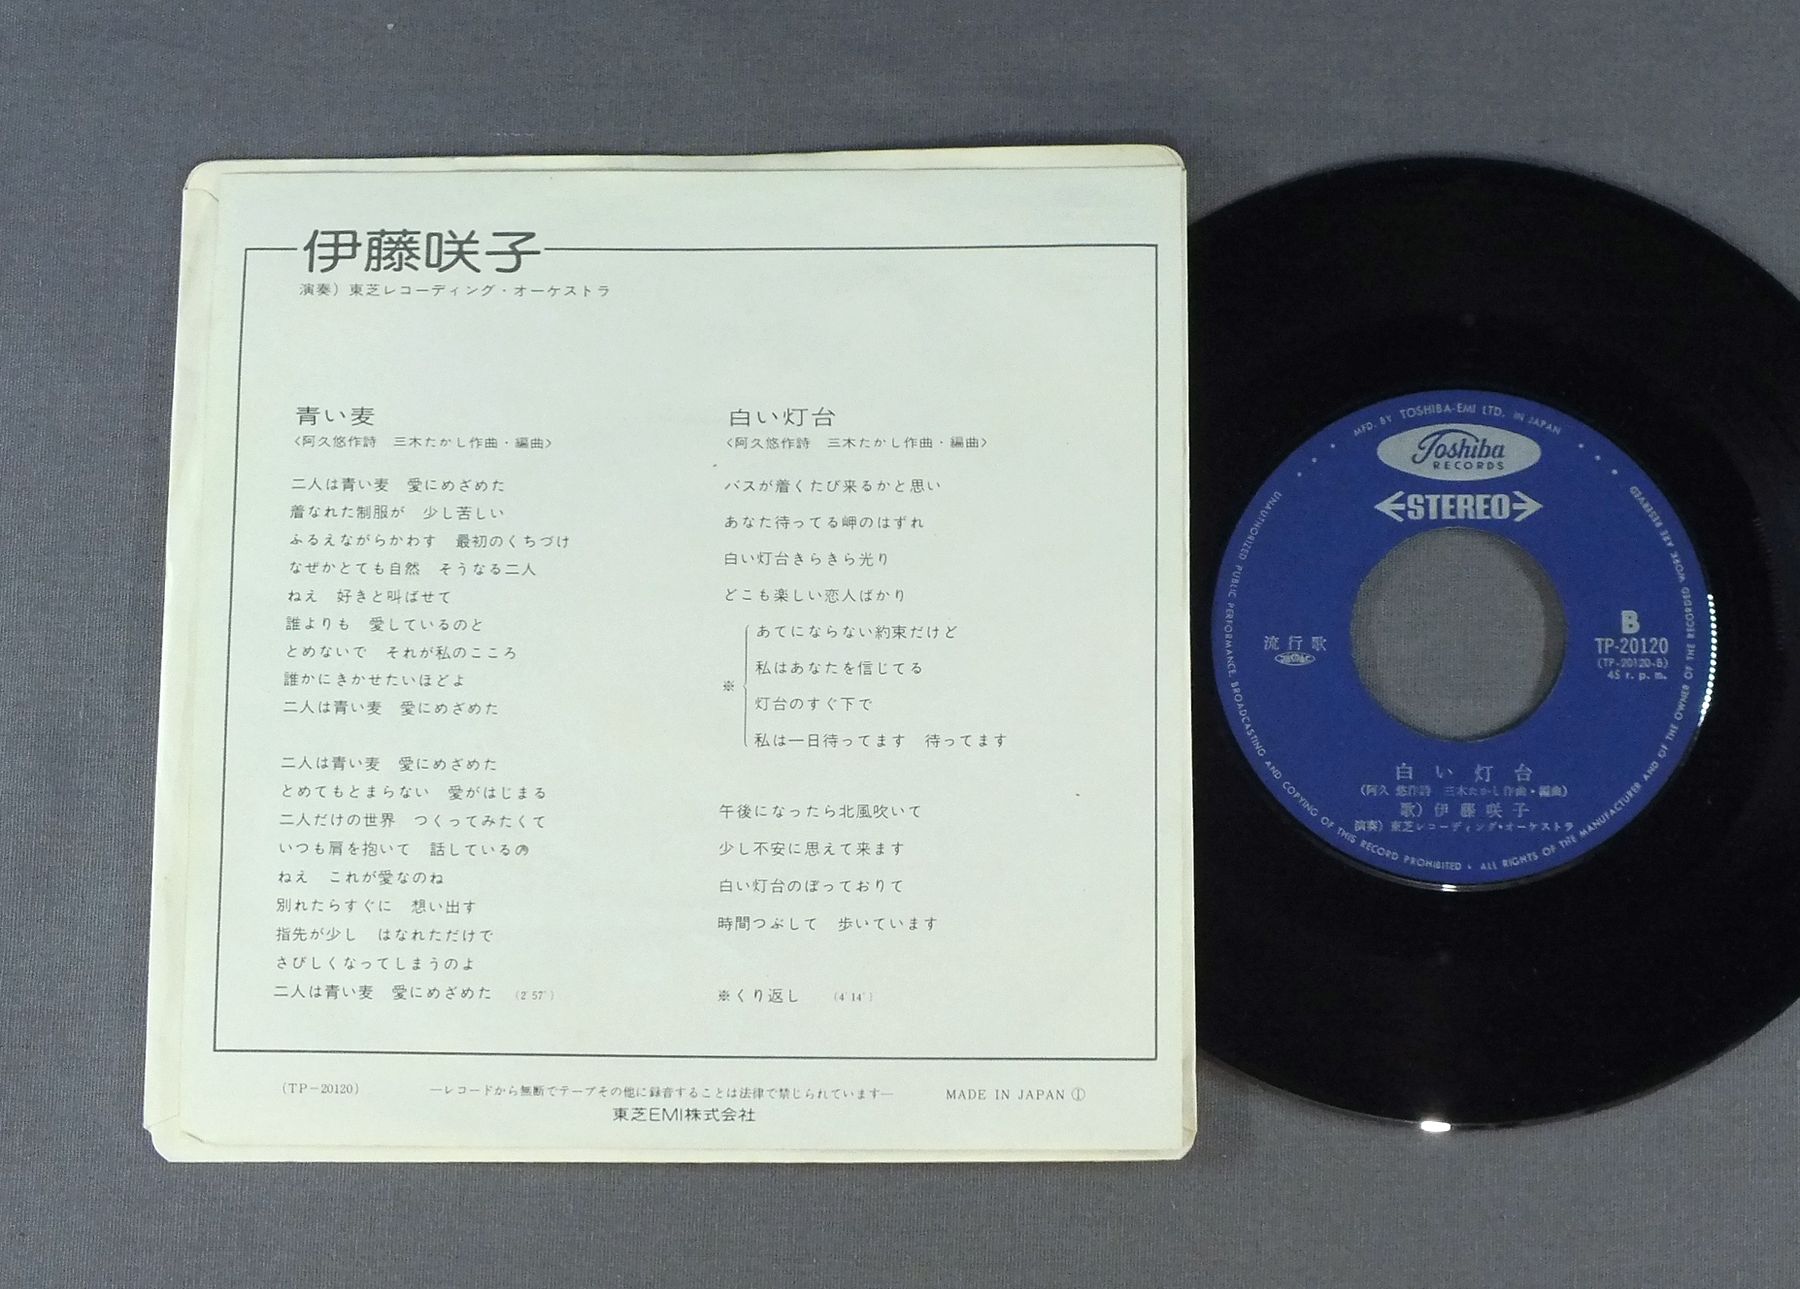 伊藤咲子
演奏）東芝レコーディング・オーケストラ
青い麦
〈阿久悠作詩　三木たかし作曲・編曲〉
二人は青い麦　愛にめざめた
着なれた制服が　少し苦しい
ふるえながらかわす　最初のくちづけ
なぜかとても自然　そうなる二人
ねえ　好きと叫ばせて
誰よりも　愛しているのと
とめないで　それが私のこころ
誰かにきかせたいほどよ
二人は青い麦　愛にめざめた
二人は青い麦　愛にめざめた
とめてもとまらない　愛がはじまる
二人だけの世界　つくってみたくて
いつも肩を抱いて　話しているの
ねえ　これが愛なのね
別れたらすぐに　想い出す
指先が少し　はなれただけで
さびしくなってしまうのよ
二人は青い麦　愛にめざめた　（2′57″）
白い灯台
〈阿久悠作詩　三木たかし作曲・編曲〉
バスが着くたび来るかと思い
あなた待ってる岬のはずれ
白い灯台きらきら光り
どこも楽しい恋人ばかり
あてにならない約束だけど
私はあなたを信じてる
※
灯台のすぐ下で
私は一日待ってます　待ってます
午後になったら北風吹いて
少し不安に思えて来ます
白い灯台のぼっておりて
時間つぶして　歩いています
※くり返し　（4′14″）
(TP－20120)
―レコードから無断でテープその他に録音することは法律で禁じられています―
MADE IN JAPAN ①
東芝EMI株式会社
MFD. BY TOSHIBA-EMI LTD. IN JAPAN
Toshiba
RECORDS
STEREO
流行歌
B
TP-20120
(TP-20120-B)
45 r. p. m.
白い灯台
(阿久 悠作詩　三木たかし作曲・編曲)
歌）伊藤咲子
演奏）東芝レコーディング・オーケストラ
UNAUTHORIZED PUBLIC PERFORMANCE, BROADCASTING AND COPYING OF THIS RECORD PROHIBITED • ALL RIGHTS OF THE MANUFACTURER AND OF THE OWNER OF THE RECORDED WORK ARE RESERVED